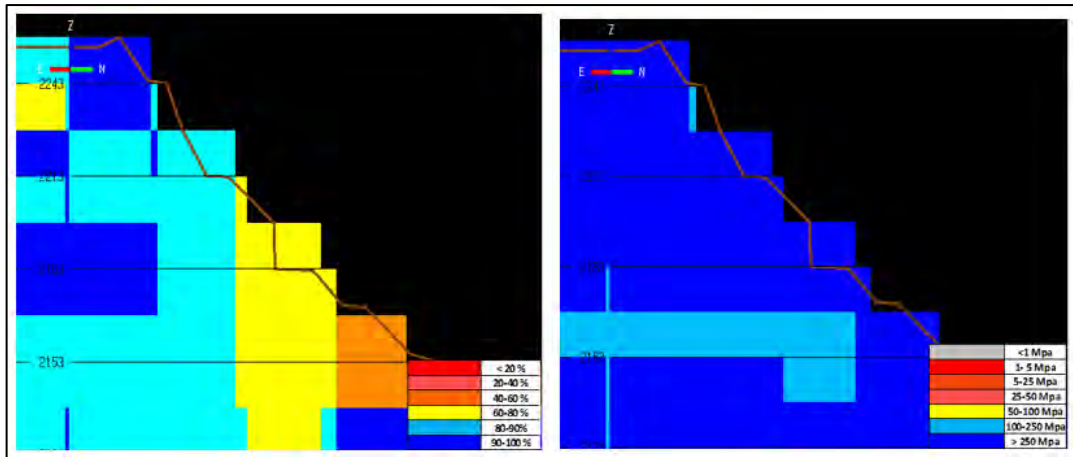 Z
E N
2243
2213
2183
2153
< 20 %
20-40 %
40-60 %
60-80 %
80-90%
90-100 %
Z
E N
<1 Mpa
1- 5 Mpa
5-25 Mpa
25-50 Mpa
50-100 Mpa
100-250 Mpa
> 250 Mpa